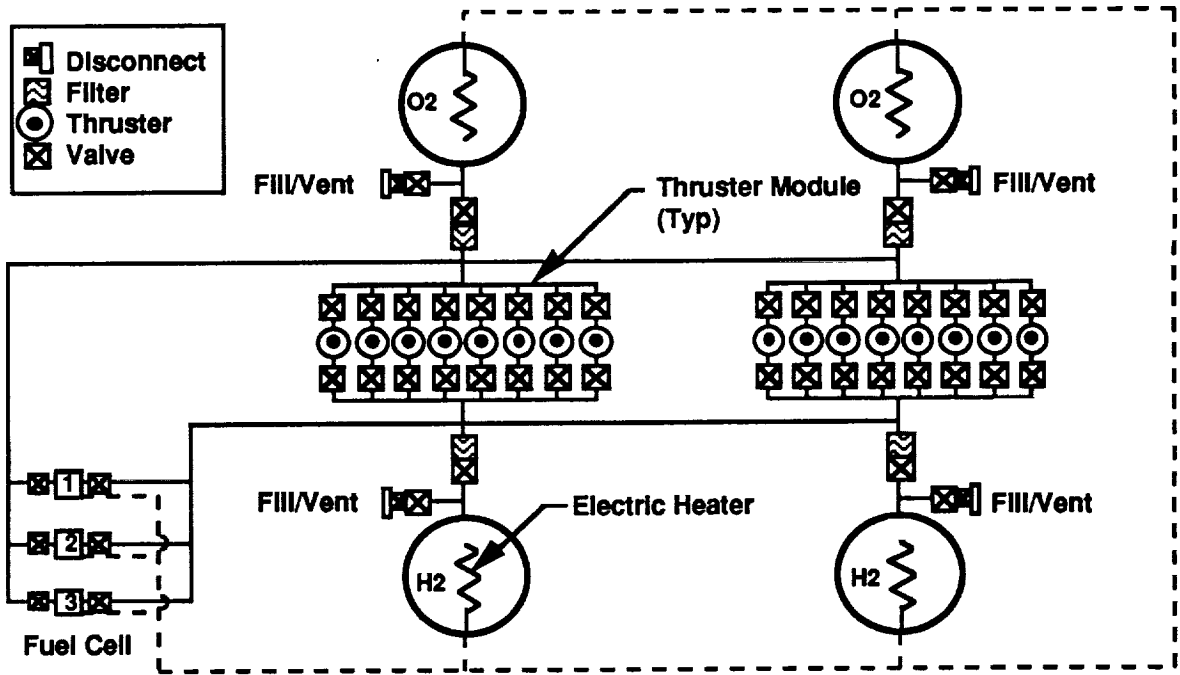 Disconnect
Filter
Thruster
Valve
O2
O2
Fill/Vent
Thruster Module
(Typ)
Fill/Vent
1
2
3
Fuel Cell
Fill/Vent
Electric Heater
Fill/Vent
H2
H2